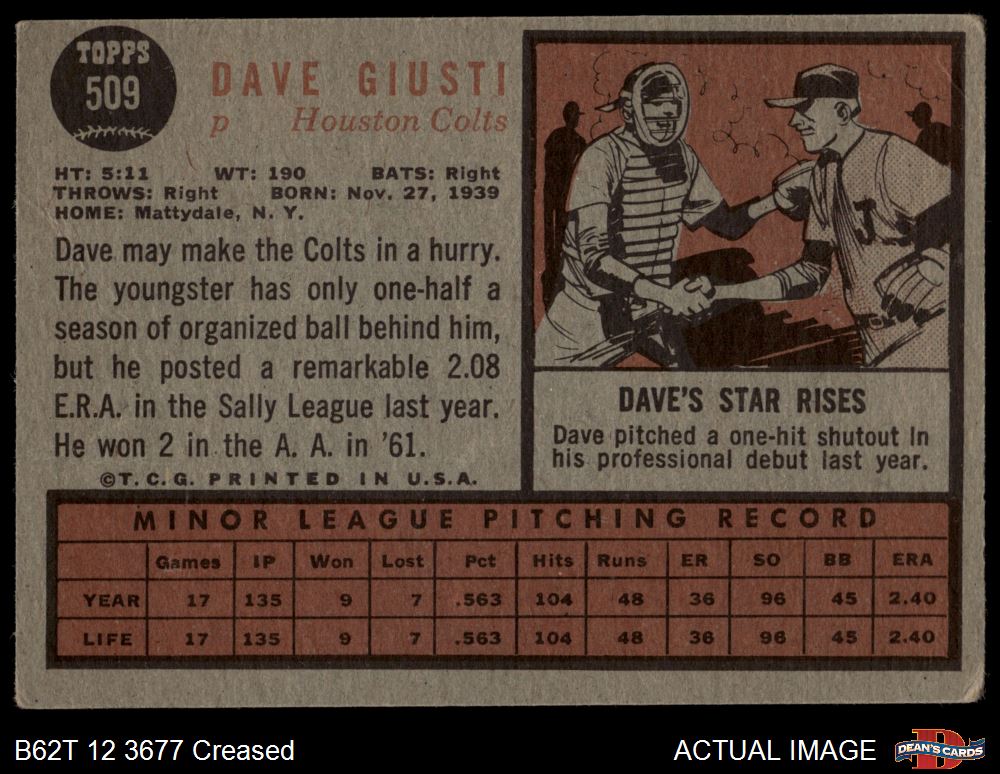 TOPPS
509
DAVE GIUSTI
p Houston Colts
HT: 5:11 WT: 190 BATS: Right
THROWS: Right BORN: Nov. 27, 1939
HOME: Mattydale, N. Y.
Dave may make the Colts in a hurry.
The youngster has only one-half a
season of organized ball behind him,
but he posted a remarkable 2.08
E.R.A. in the Sally League last year.
He won 2 in the A. A. in '61.
©T.C.G. PRINTED IN U.S.A.
DAVE'S STAR RISES
Dave pitched a one-hit shutout in
his professional debut last year.
MINOR LEAGUE PITCHING RECORD
Games IP Won Lost Pct Hits Runs ER SO BB ERA
YEAR 17 135 9 7 .563 104 48 36 96 45 2.40
LIFE 17 135 9 7 .563 104 48 36 96 45 2.40
B62T 12 3677 Creased
ACTUAL IMAGE
D
DEAN'S CARDS